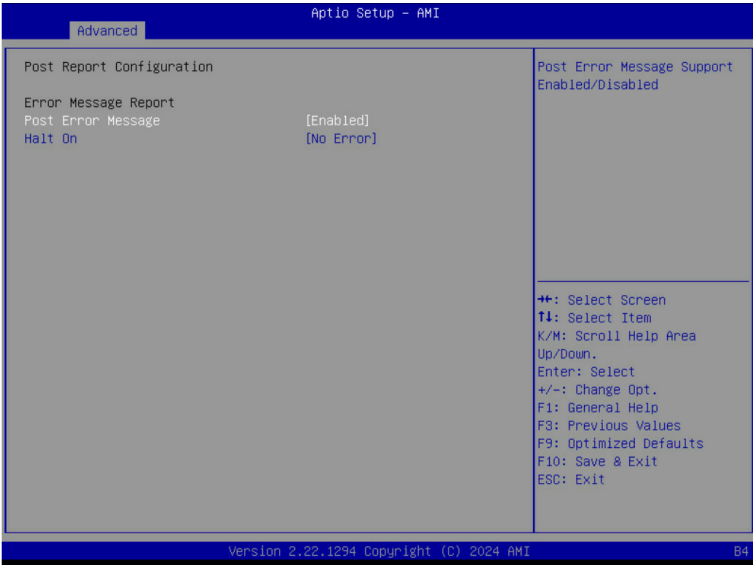 Aptio Setup – AMI
Advanced
Post Report Configuration
Error Message Report
Post Error Message [Enabled]
Halt On [No Error]
Post Error Message Support
Enabled/Disabled
→←: Select Screen
↑↓: Select Item
K/M: Scroll Help Area
Up/Down.
Enter: Select
+/-: Change Opt.
F1: General Help
F3: Previous Values
F9: Optimized Defaults
F10: Save & Exit
ESC: Exit
Version 2.22.1294 Copyright (C) 2024 AMI
B4